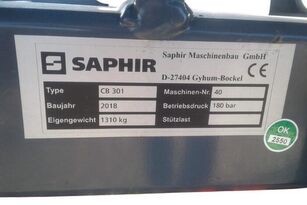 SAPHIR
Saphir Maschinenbau GmbH
D-27404 Gyhum-Bockel
CE
Type CB 301 Maschinen-Nr. 40
Baujahr 2018 Betriebsdruck 180 bar
Eigengewicht 1310 kg Stützlast
OK
2550